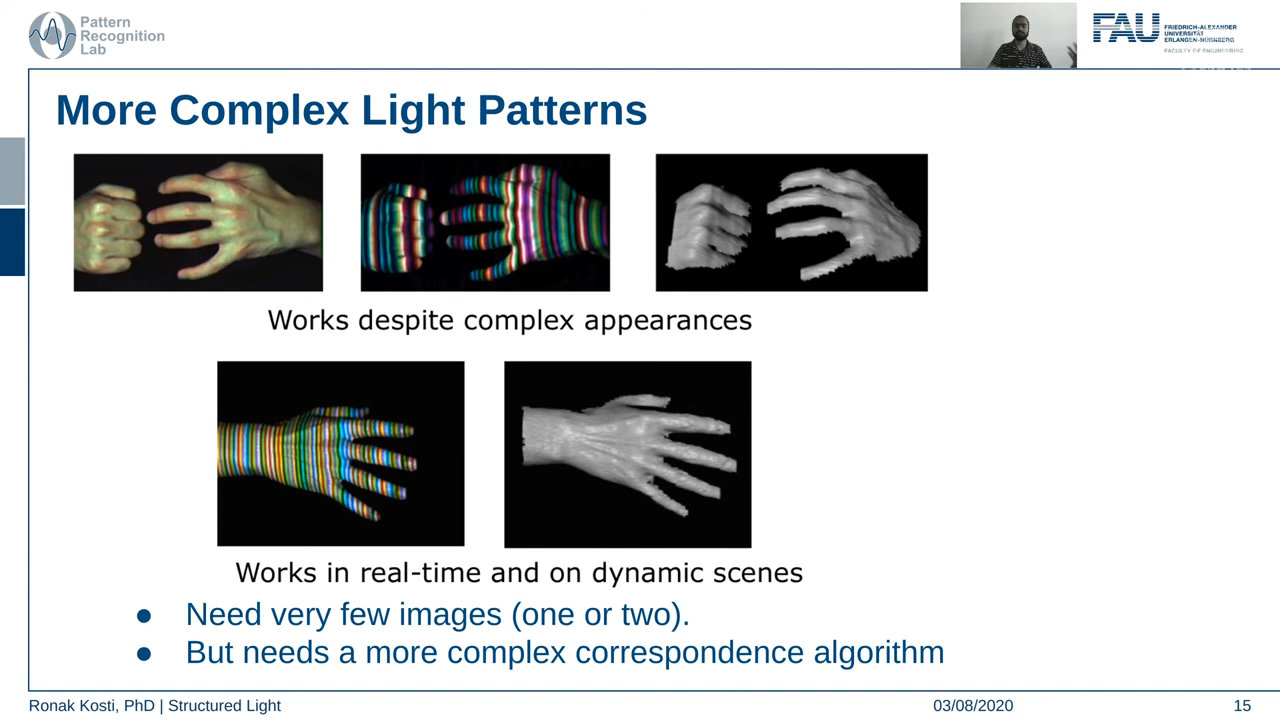 Pattern
Recognition
Lab
FAU
FRIEDRICH-ALEXANDER
UNIVERSITÄT
ERLANGEN-NÜRNBERG
FACULTY OF ENGINEERING
More Complex Light Patterns
Works despite complex appearances
Works in real-time and on dynamic scenes
● Need very few images (one or two).
● But needs a more complex correspondence algorithm
Ronak Kosti, PhD | Structured Light
03/08/2020
15